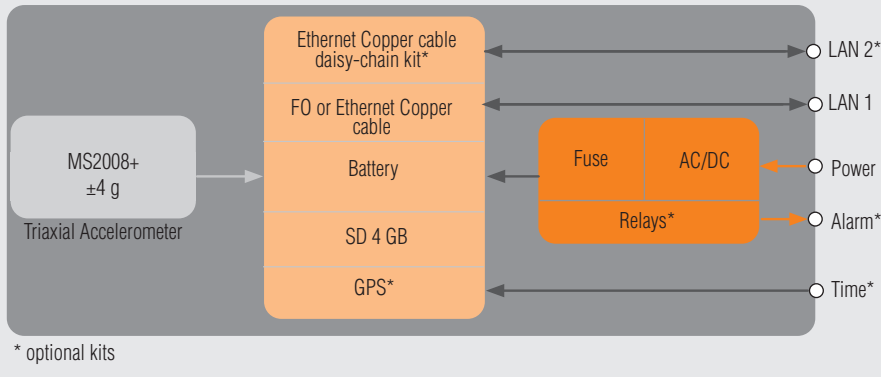 Ethernet Copper cable
daisy-chain kit*
LAN 2*
FO or Ethernet Copper
cable
LAN 1
MS2008+
±4 g
Triaxial Accelerometer
Battery
Fuse
AC/DC
Power
Relays*
Alarm*
SD 4 GB
GPS*
Time*
* optional kits